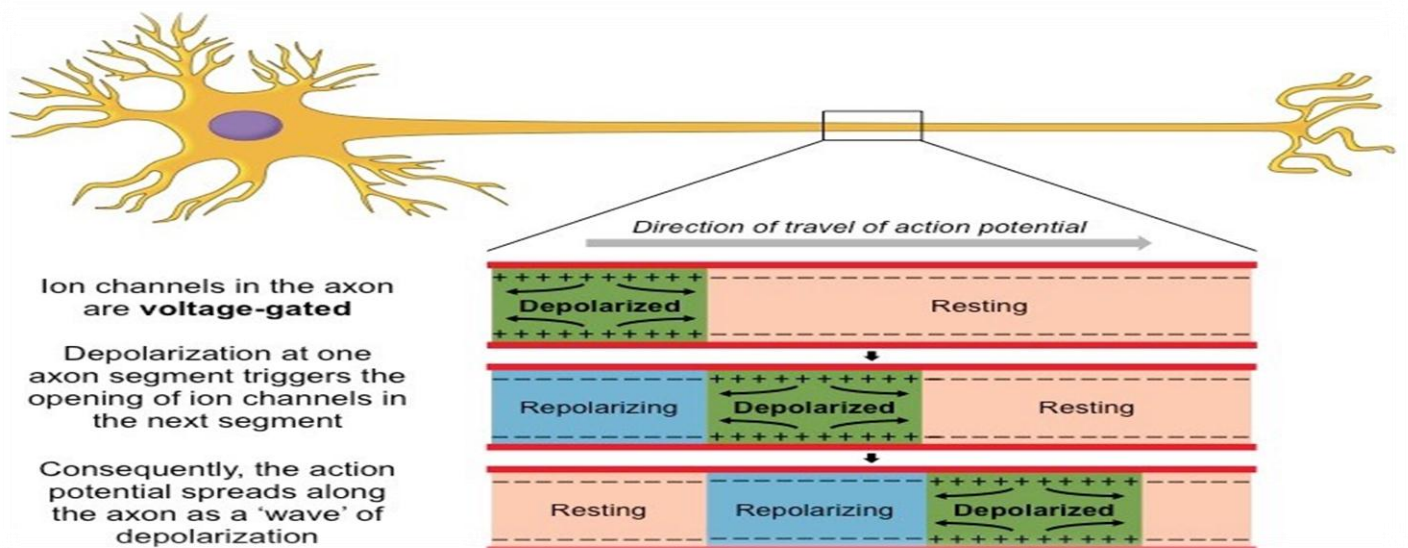 Direction of travel of action potential
Ion channels in the axon
are voltage-gated
Depolarization at one
axon segment triggers the
opening of ion channels in
the next segment
Consequently, the action
potential spreads along
the axon as a ‘wave’ of
depolarization
+ + + + + + + + + + – – – – – – – – – – – – – – – – – – – – – – – – –
Depolarized Resting
+ + + + + + + + + + – – – – – – – – – – – – – – – – – – – – – – – – –
Repolarizing Depolarized Resting
Resting Repolarizing Depolarized